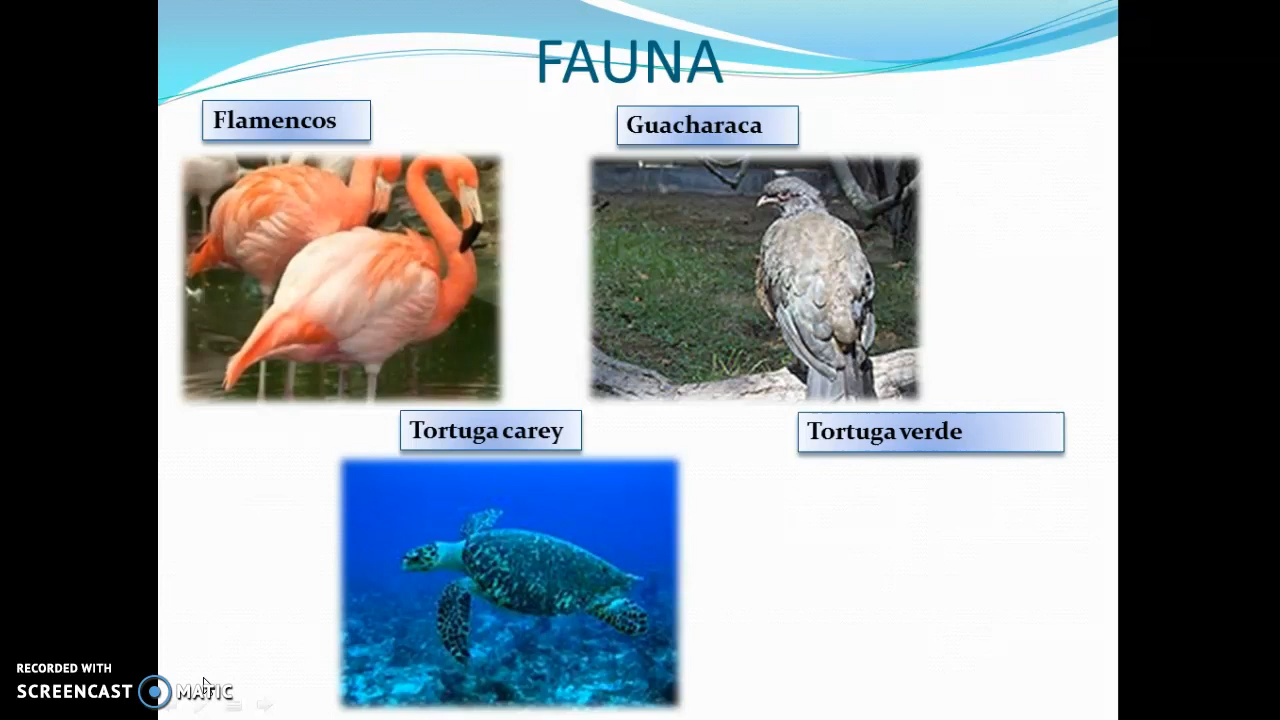 FAUNA
Flamencos
Guacharaca
Tortuga carey
Tortuga verde
RECORDED WITH
SCREENCAST MATIC